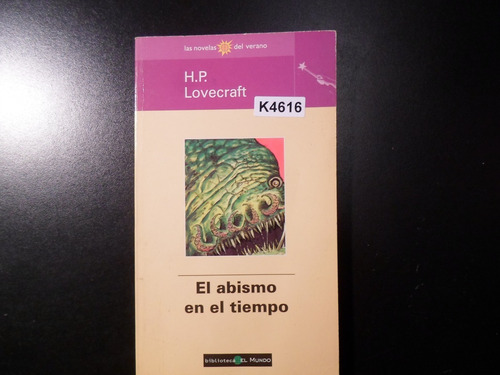 las novelas del verano
H.P.
Lovecraft
K4616
El abismo
en el tiempo
biblioteca EL MUNDO